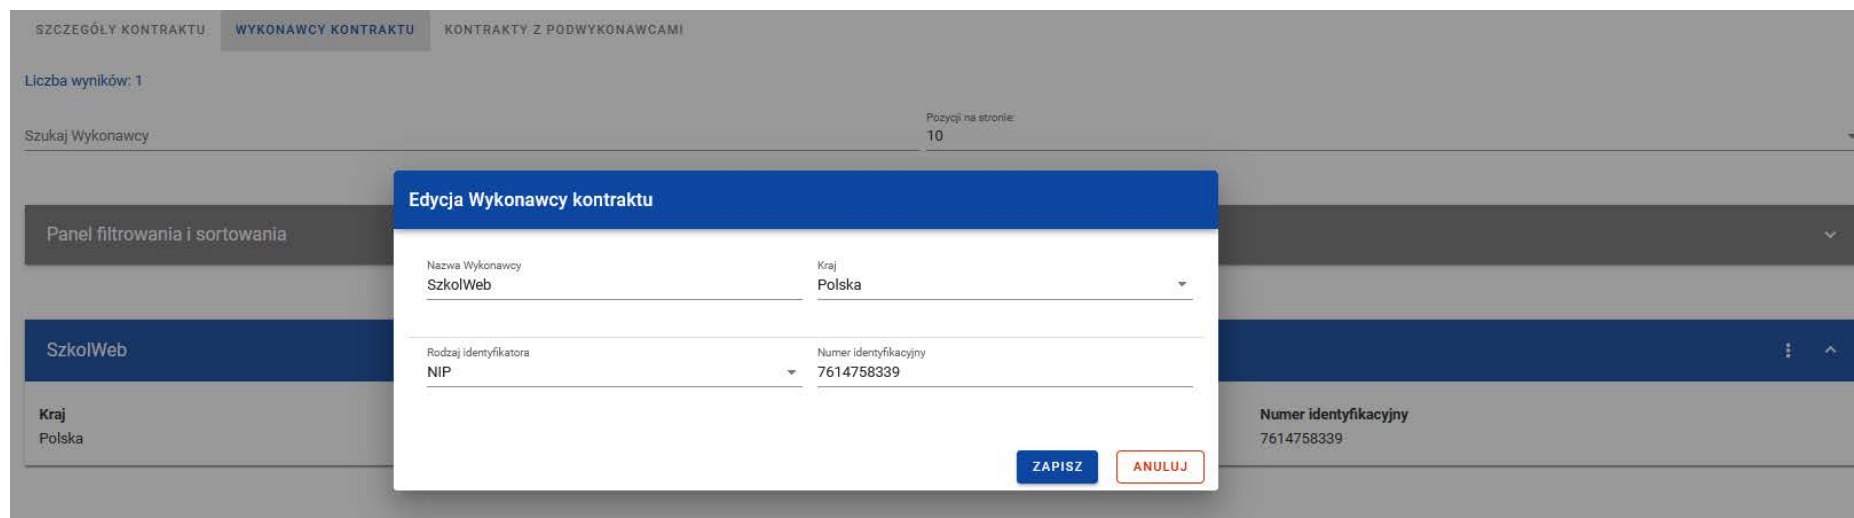 SZCZEGÓŁY KONTRAKTU WYKONAWCY KONTRAKTU KONTRAKTY Z PODWYKONAWCAMI
Liczba wyników: 1
Szukaj Wykonawcy
Pozycji na stronie:
10
Panel filtrowania i sortowania
Edycja Wykonawcy kontraktu
Nazwa Wykonawcy Kraj
SzkolWeb Polska
Rodzaj identyfikatora Numer identyfikacyjny
NIP 7614758339
ZAPISZ ANULUJ
SzkolWeb
Kraj Numer identyfikacyjny
Polska 7614758339